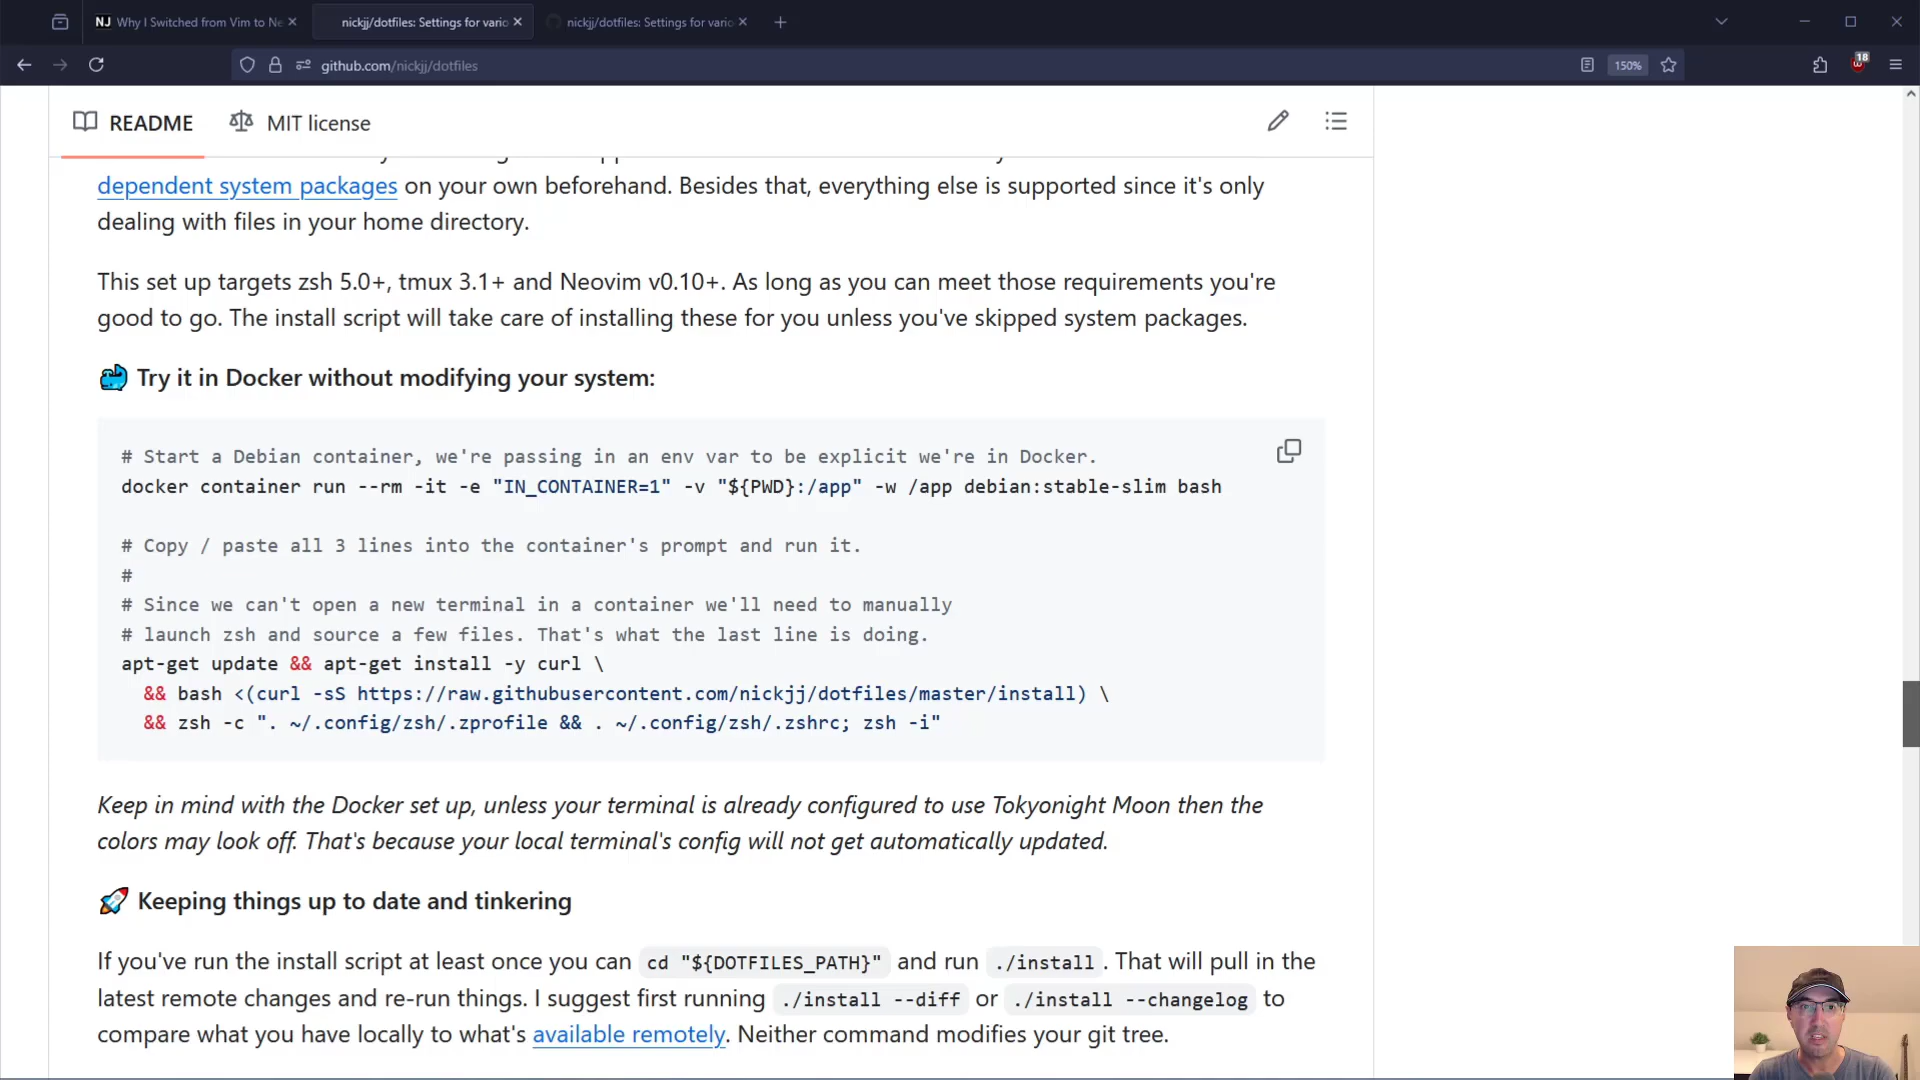 NJ Why I Switched from Vim to Ne
nickjj/dotfiles: Settings for vario
nickjj/dotfiles: Settings for vario
github.com/nickjj/dotfiles
150%
18
README
MIT license
dependent system packages on your own beforehand. Besides that, everything else is supported since it's only
dealing with files in your home directory.
This set up targets zsh 5.0+, tmux 3.1+ and Neovim v0.10+. As long as you can meet those requirements you're
good to go. The install script will take care of installing these for you unless you've skipped system packages.
Try it in Docker without modifying your system:
# Start a Debian container, we're passing in an env var to be explicit we're in Docker.
docker container run --rm -it -e "IN_CONTAINER=1" -v "${PWD}:/app" -w /app debian:stable-slim bash
# Copy / paste all 3 lines into the container's prompt and run it.
#
# Since we can't open a new terminal in a container we'll need to manually
# launch zsh and source a few files. That's what the last line is doing.
apt-get update && apt-get install -y curl \
&& bash <(curl -sS https://raw.githubusercontent.com/nickjj/dotfiles/master/install) \
&& zsh -c ". ~/.config/zsh/.zprofile && . ~/.config/zsh/.zshrc; zsh -i"
Keep in mind with the Docker set up, unless your terminal is already configured to use Tokyonight Moon then the
colors may look off. That's because your local terminal's config will not get automatically updated.
Keeping things up to date and tinkering
If you've run the install script at least once you can cd "${DOTFILES_PATH}" and run ./install. That will pull in the
latest remote changes and re-run things. I suggest first running ./install --diff or ./install --changelog to
compare what you have locally to what's available remotely. Neither command modifies your git tree.